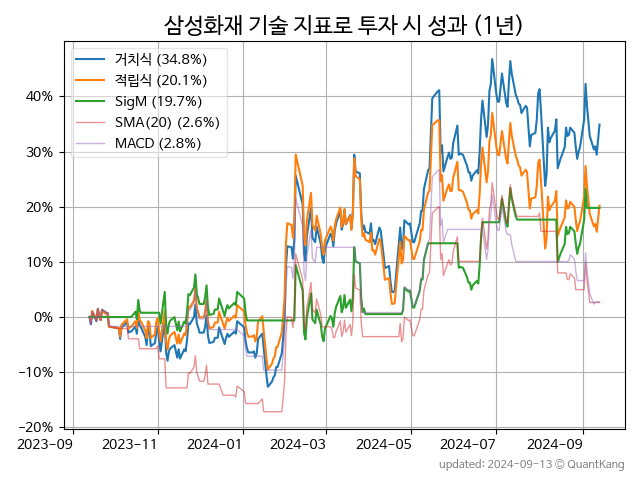 삼성화재 기술 지표로 투자 시 성과 (1년)
거치식 (34.8%)
적립식 (20.1%)
SigM (19.7%)
SMA(20) (2.6%)
MACD (2.8%)
40%
30%
20%
10%
0%
−10%
−20%
2023-09 2023-11 2024-01 2024-03 2024-05 2024-07 2024-09
updated: 2024-09-13 ⓒ QuantKang